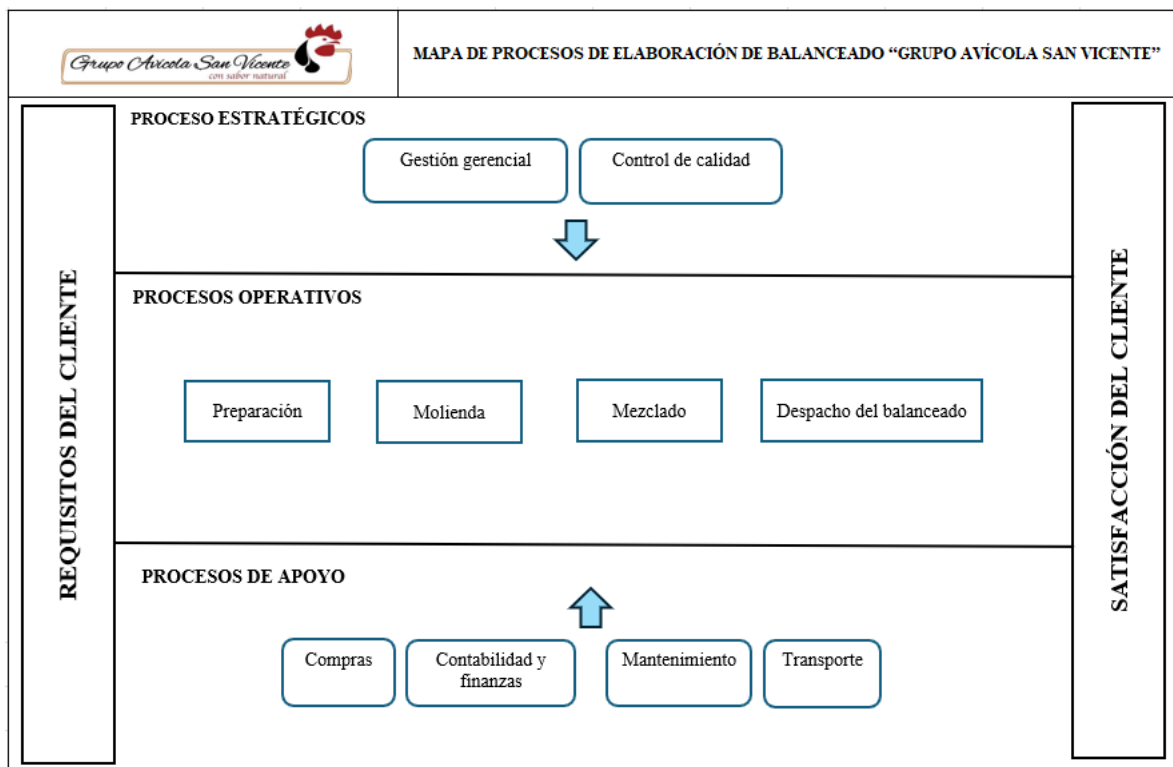 Grupo Avícola San Vicente
con sabor natural
MAPA DE PROCESOS DE ELABORACIÓN DE BALANCEADO “GRUPO AVÍCOLA SAN VICENTE”
REQUISITOS DEL CLIENTE
PROCESO ESTRATÉGICOS
Gestión gerencial
Control de calidad
PROCESOS OPERATIVOS
Preparación
Molienda
Mezclado
Despacho del balanceado
PROCESOS DE APOYO
Compras
Contabilidad y
finanzas
Mantenimiento
Transporte
SATISFACCIÓN DEL CLIENTE